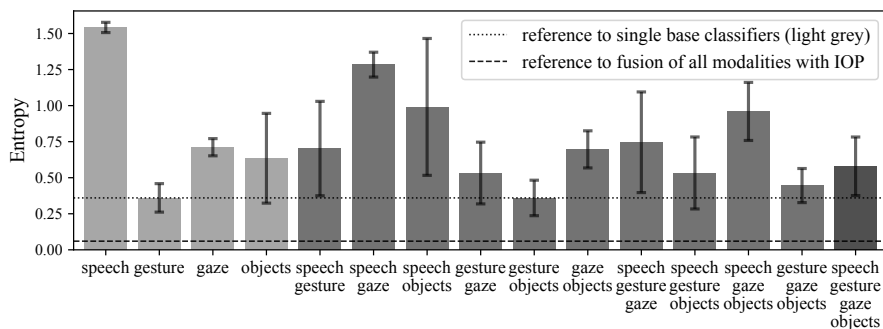 1.50
1.25
1.00
0.75
0.50
0.25
0.00
Entropy
reference to single base classifiers (light grey)
reference to fusion of all modalities with IOP
speech
gesture
gaze
objects
speech
gesture
speech
gaze
speech
objects
gesture
gaze
gesture
objects
gaze
objects
speech
gesture
gaze
speech
gesture
objects
speech
gaze
objects
gesture
gaze
objects
speech
gesture
gaze
objects